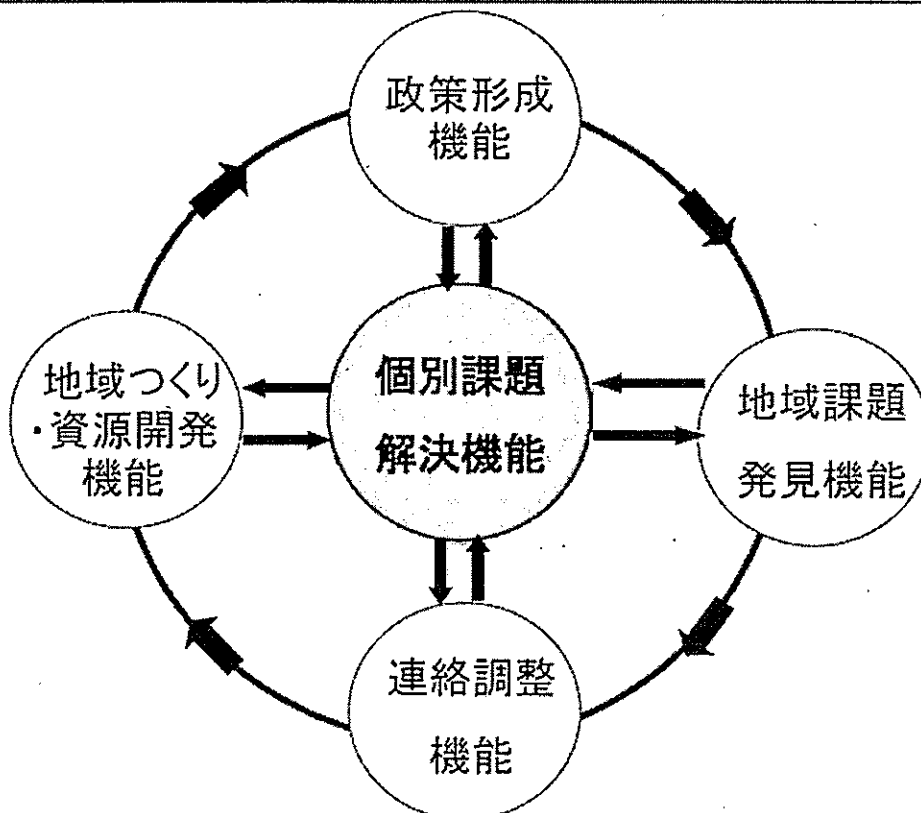 政策形成
機能
地域つくり
・資源開発
機能
個別課題
解決機能
地域課題
発見機能
連絡調整
機能